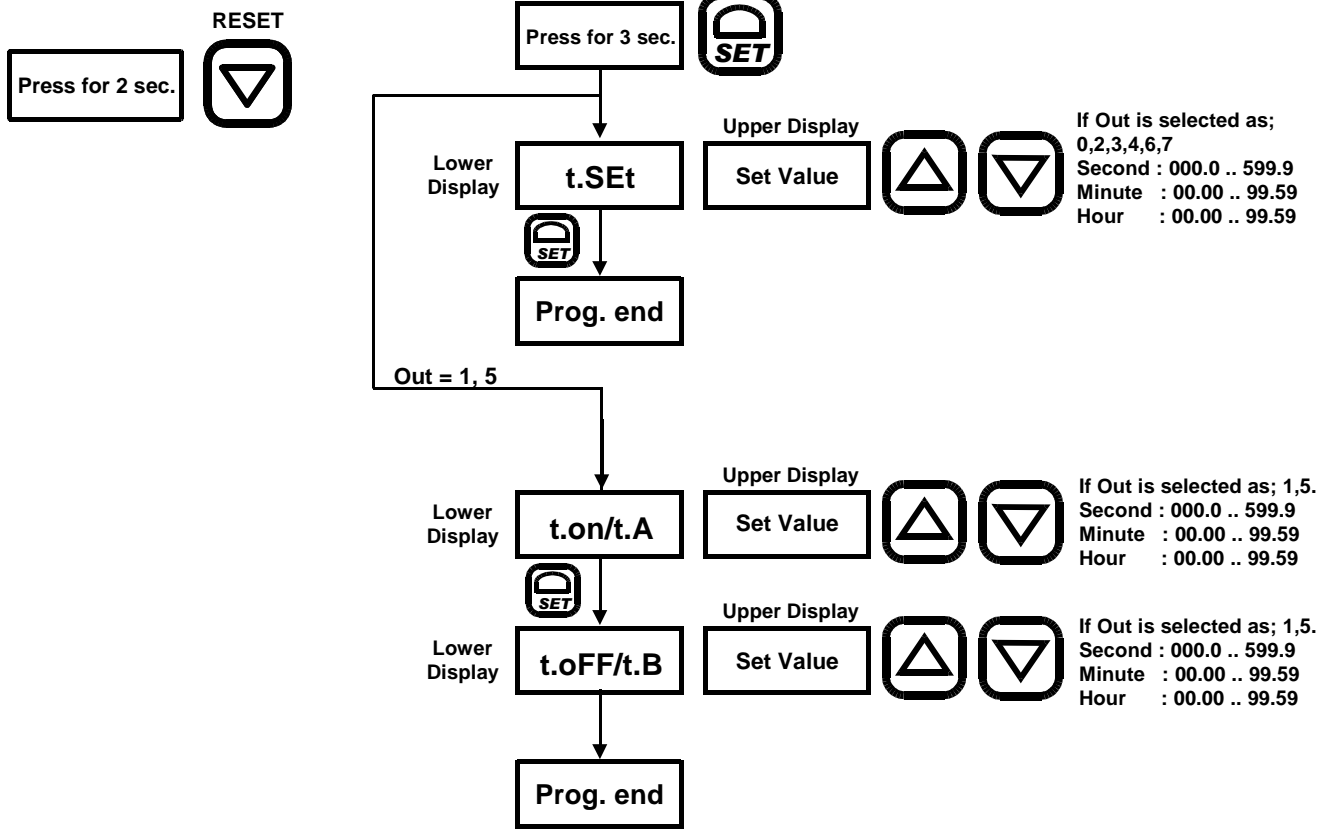 RESET
Press for 2 sec.
Press for 3 sec.
SET
Lower
Display
t.SEt
Upper Display
Set Value
If Out is selected as;
0,2,3,4,6,7
Second : 000.0 .. 599.9
Minute : 00.00 .. 99.59
Hour : 00.00 .. 99.59
SET
Prog. end
Out = 1, 5
Lower
Display
t.on/t.A
Upper Display
Set Value
If Out is selected as; 1,5.
Second : 000.0 .. 599.9
Minute : 00.00 .. 99.59
Hour : 00.00 .. 99.59
SET
Lower
Display
t.oFF/t.B
Upper Display
Set Value
If Out is selected as; 1,5.
Second : 000.0 .. 599.9
Minute : 00.00 .. 99.59
Hour : 00.00 .. 99.59
Prog. end